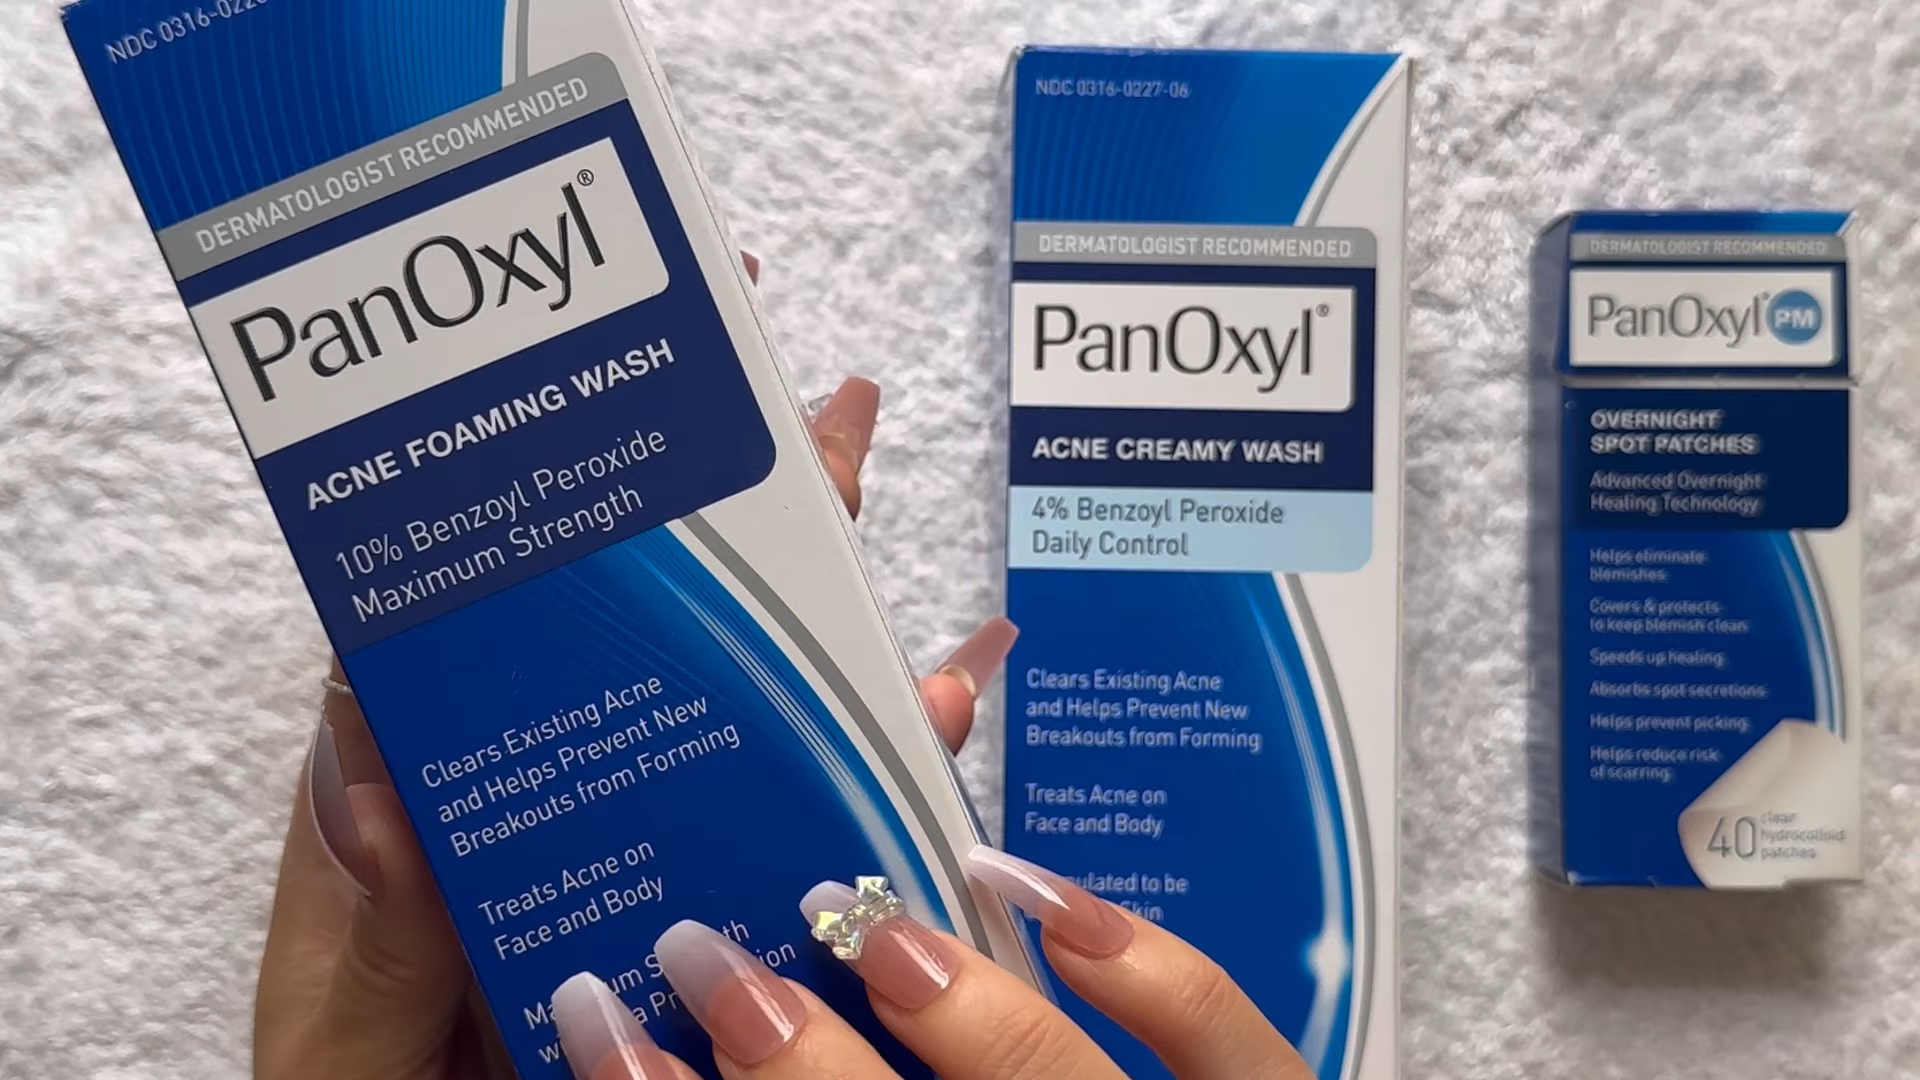 NDC 0316-022
DERMATOLOGIST RECOMMENDED
PanOxyl®
ACNE FOAMING WASH
10% Benzoyl Peroxide
Maximum Strength
Clears Existing Acne
and Helps Prevent New
Breakouts from Forming
Treats Acne on
Face and Body
NDC 0316-0227-06
DERMATOLOGIST RECOMMENDED
PanOxyl®
ACNE CREAMY WASH
4% Benzoyl Peroxide
Daily Control
Clears Existing Acne
and Helps Prevent New
Breakouts from Forming
Treats Acne on
Face and Body
to be
DERMATOLOGIST RECOMMENDED
PanOxyl® PM
OVERNIGHT
SPOT PATCHES
Advanced Overnight
Healing Technology
Helps eliminate
blemishes
Covers & protects
to keep blemish clean
Speeds up healing
Absorbs spot secretions
Helps prevent picking
Helps reduce risk
of scarring
40 clear
hydrocolloid
patches